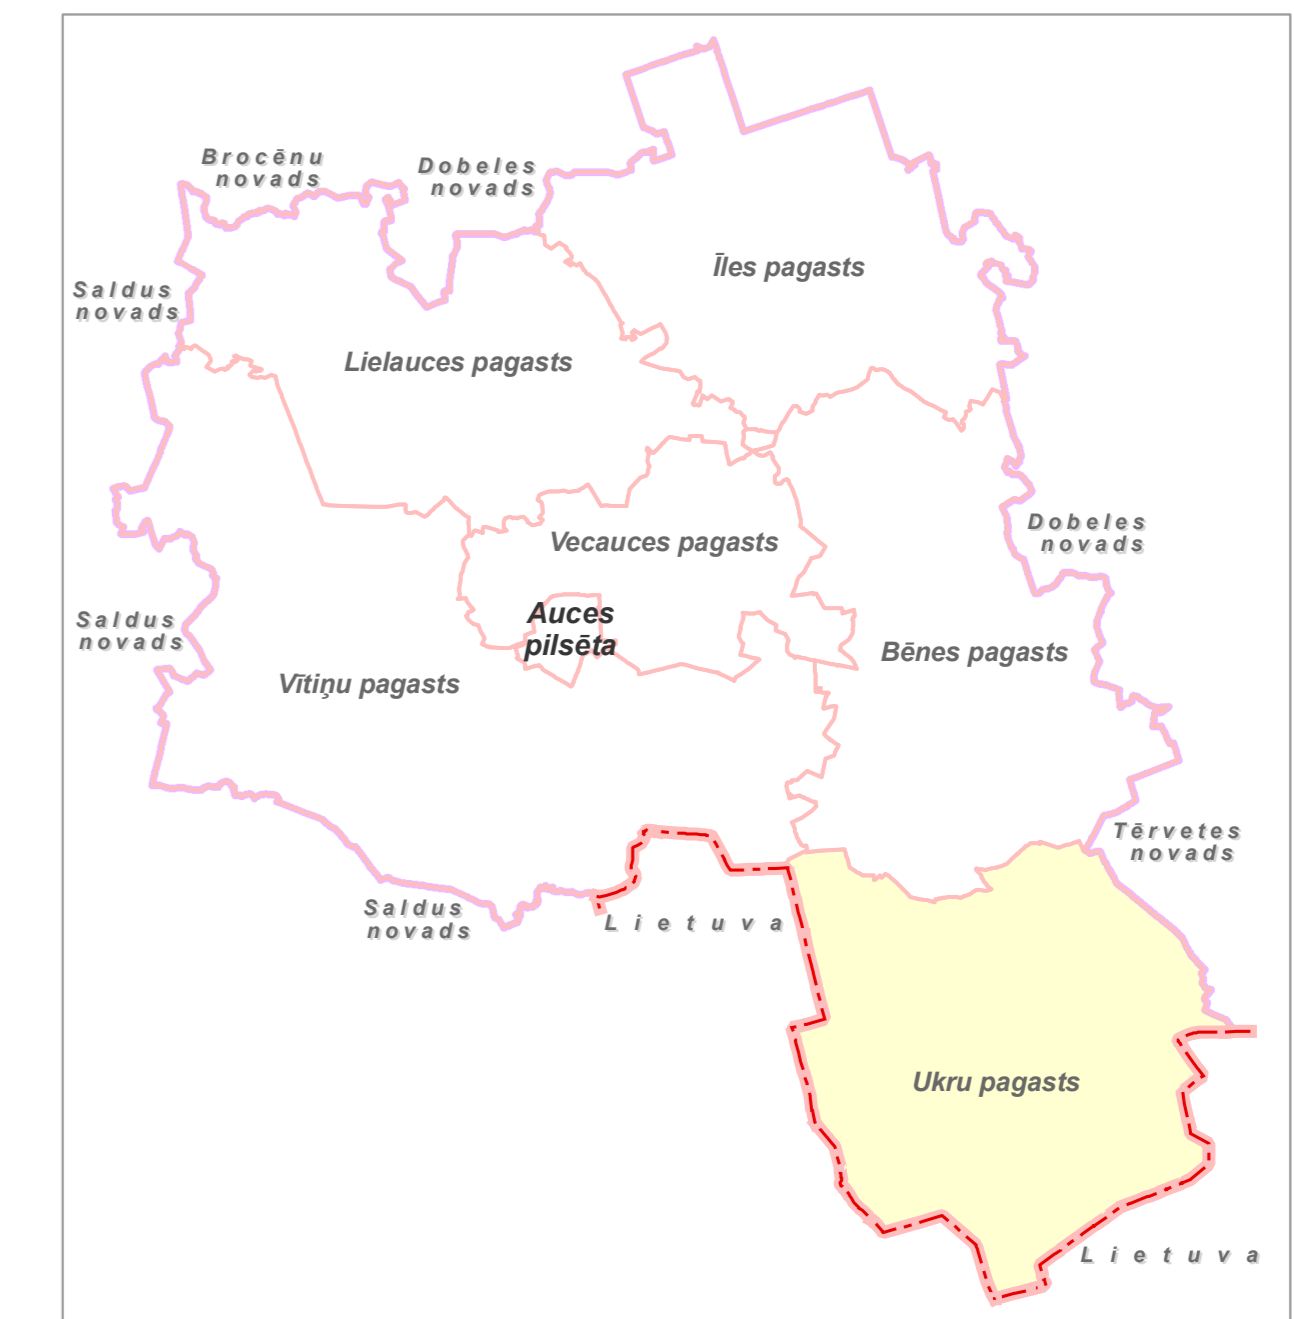 Brocēnu
novads
Dobeles
novads
Īles pagasts
Saldus
novads
Lielauces pagasts
Dobeles
novads
Vecauces pagasts
Auces
pilsēta
Saldus
novads
Bēnes pagasts
Vītiņu pagasts
Tērvetes
novads
Saldus
novads
Lietuva
Ukru pagasts
Lietuva